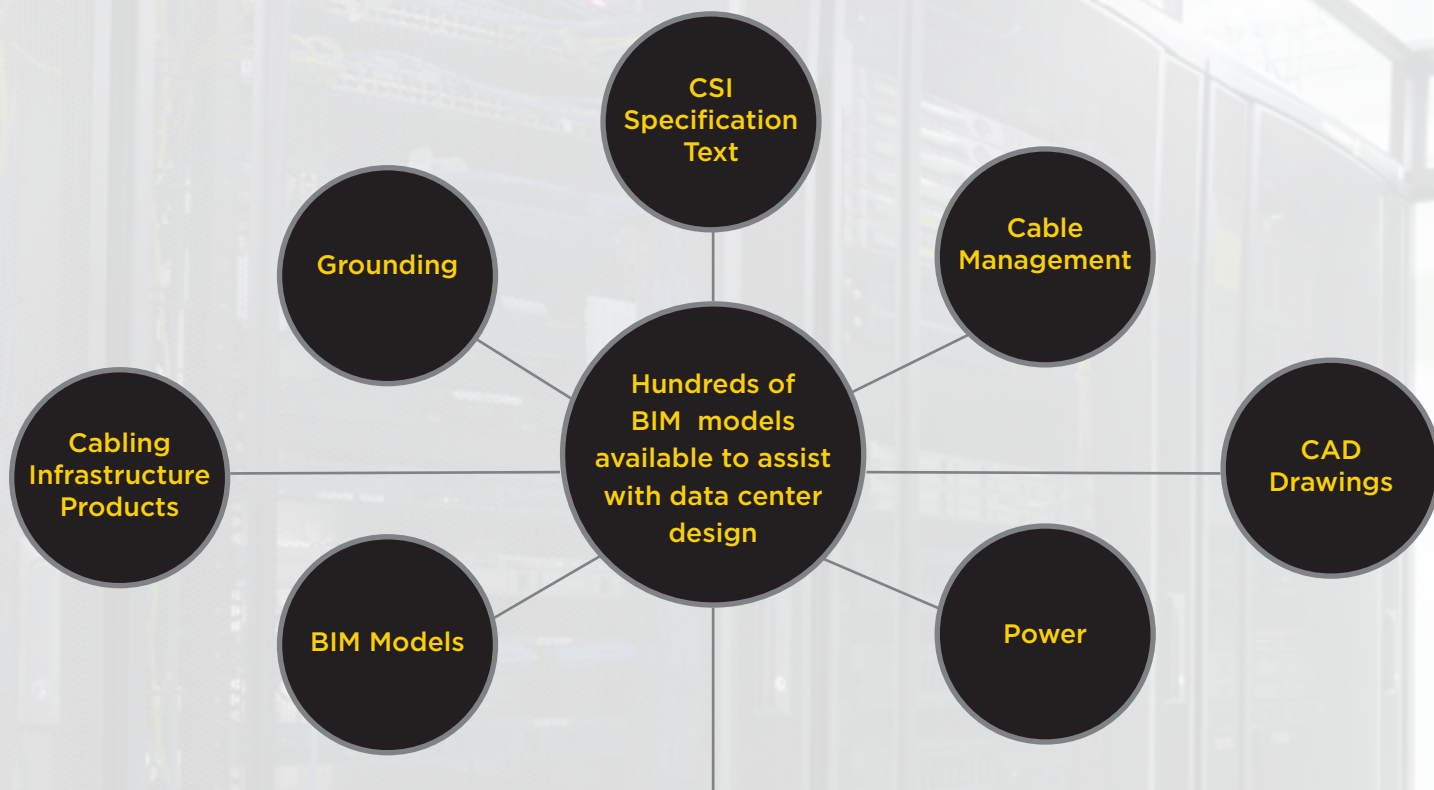 CSI
Specification
Text
Grounding
Cable
Management
Cabling
Infrastructure
Products
Hundreds of
BIM models
available to assist
with data center
design
CAD
Drawings
BIM Models
Power